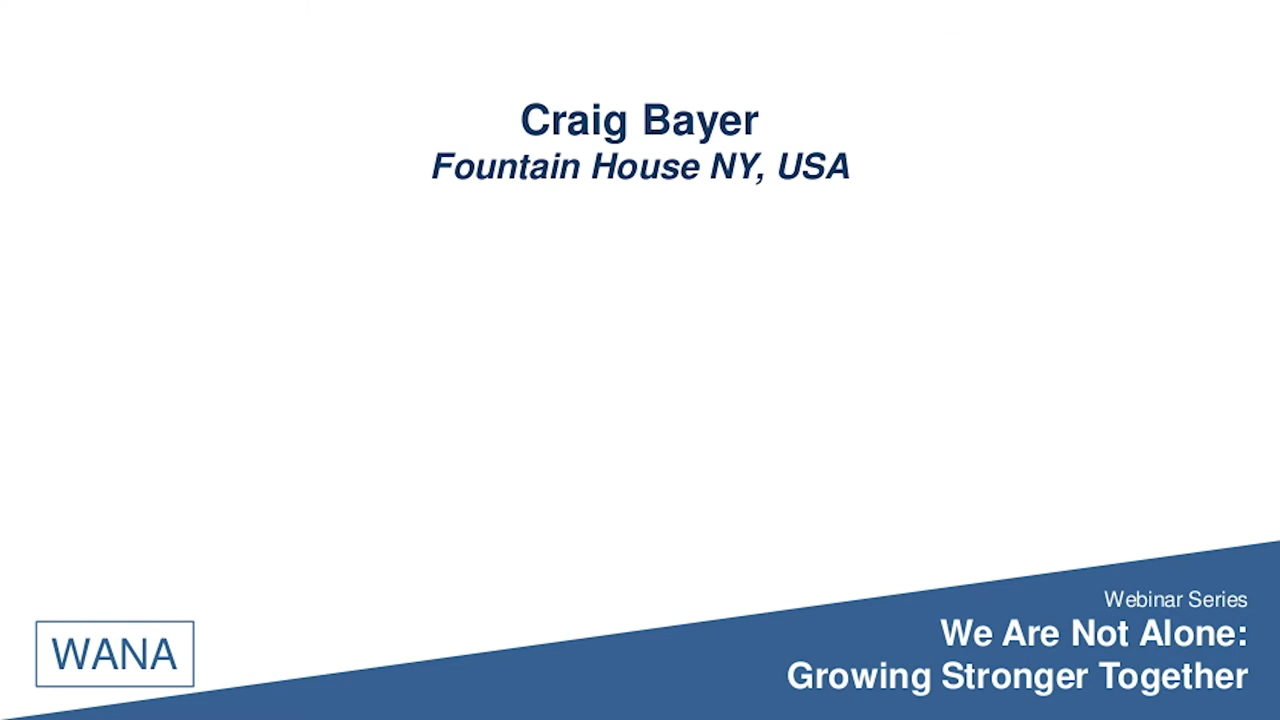 Craig Bayer
Fountain House NY, USA
Webinar Series
We Are Not Alone:
Growing Stronger Together
WANA